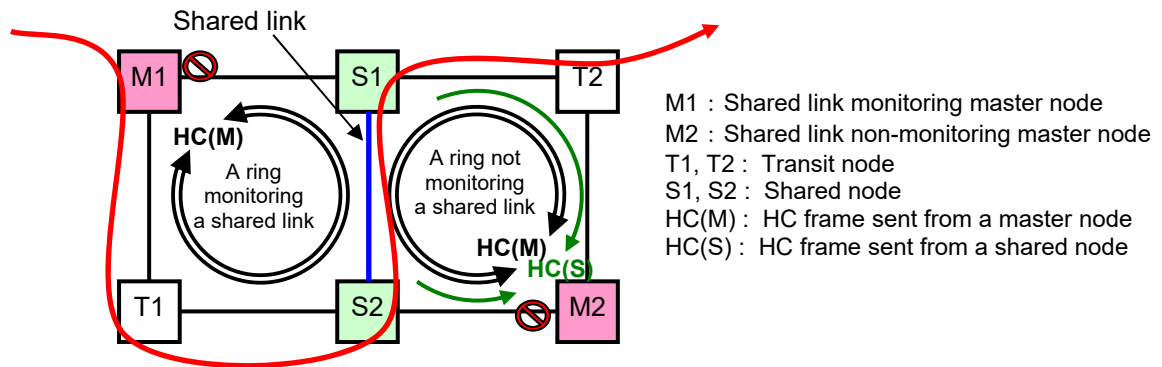 Shared link
M1
S1
T2
HC(M)
A ring
monitoring
a shared link
A ring not
monitoring
a shared link
HC(M)
HC(S)
T1
S2
M2
M1 : Shared link monitoring master node
M2 : Shared link non-monitoring master node
T1, T2 : Transit node
S1, S2 : Shared node
HC(M) : HC frame sent from a master node
HC(S) : HC frame sent from a shared node